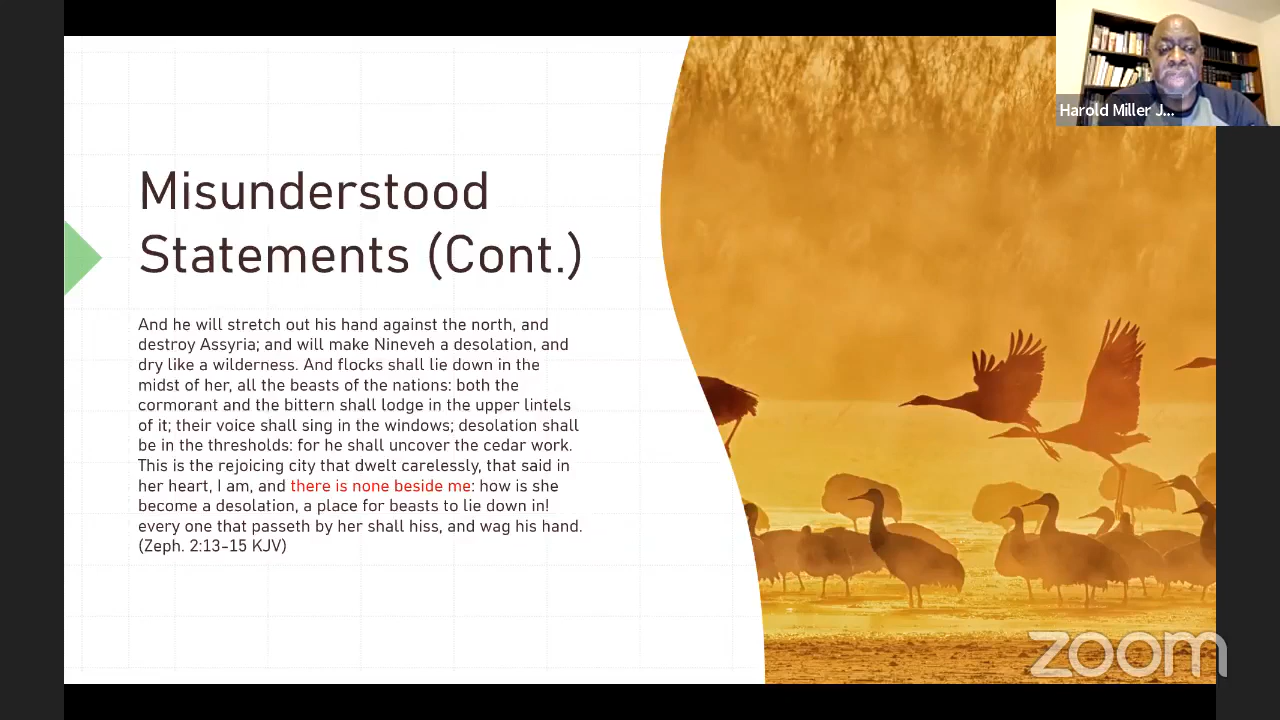 Harold Miller J...
Misunderstood
Statements (Cont.)
And he will stretch out his hand against the north, and
destroy Assyria; and will make Nineveh a desolation, and
dry like a wilderness. And flocks shall lie down in the
midst of her, all the beasts of the nations: both the
cormorant and the bittern shall lodge in the upper lintels
of it; their voice shall sing in the windows; desolation shall
be in the thresholds: for he shall uncover the cedar work.
This is the rejoicing city that dwelt carelessly, that said in
her heart, I am, and there is none beside me: how is she
become a desolation, a place for beasts to lie down in!
every one that passeth by her shall hiss, and wag his hand.
(Zeph. 2:13-15 KJV)
zoom